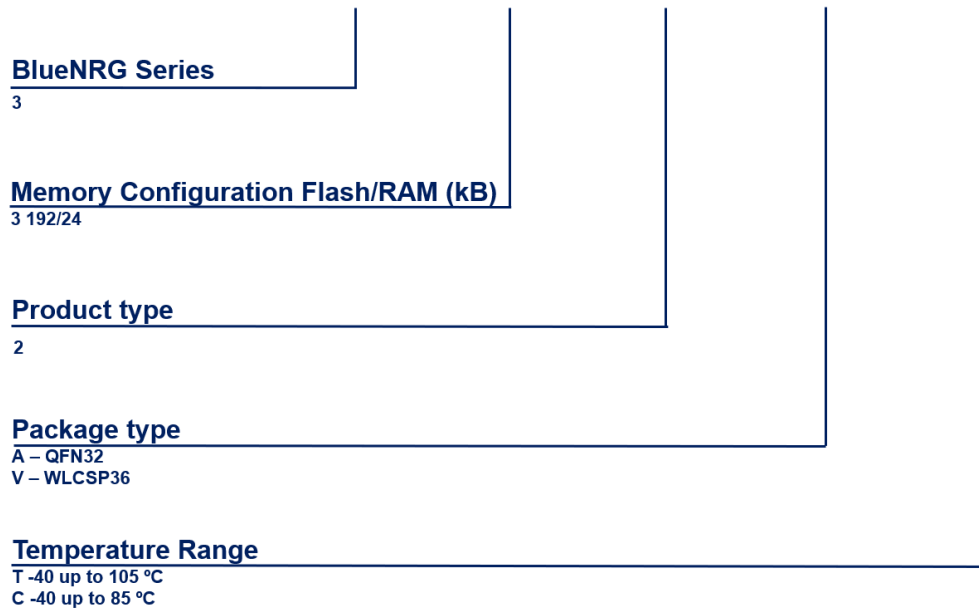 BlueNRG Series
3
Memory Configuration Flash/RAM (kB)
3 192/24
Product type
2
Package type
A – QFN32
V – WLCSP36
Temperature Range
T -40 up to 105 ºC
C -40 up to 85 ºC